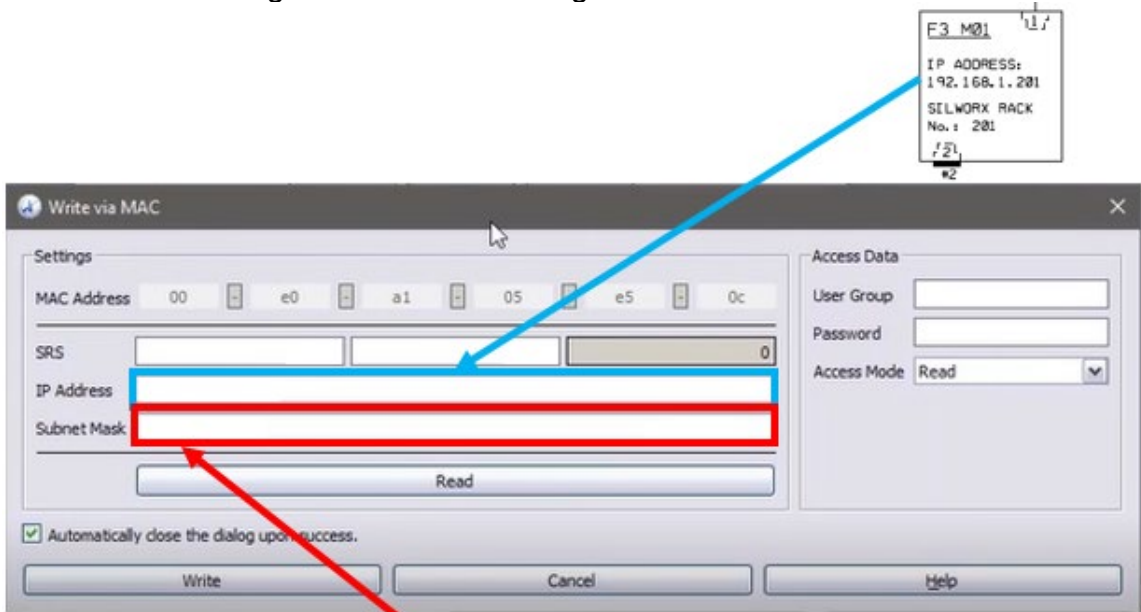 F3 M01
1
IP ADDRESS:
192.168.1.201
SILWORX RACK
No.: 201
2
*2
Write via MAC
Settings
MAC Address 00 - e0 - a1 - 05 - e5 - 0c
SRS 0
IP Address
Subnet Mask
Read
Access Data
User Group
Password
Access Mode Read
Automatically close the dialog upon success.
Write Cancel Help